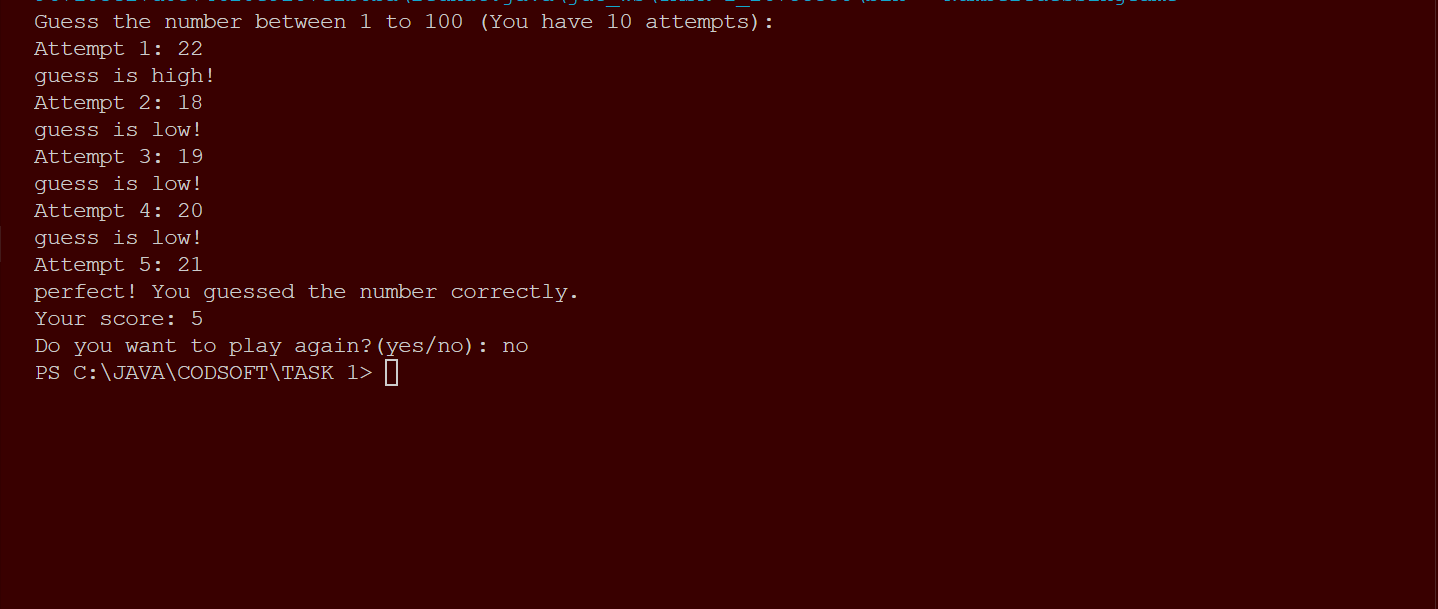 Guess the number between 1 to 100 (You have 10 attempts):
Attempt 1: 22
guess is high!
Attempt 2: 18
guess is low!
Attempt 3: 19
guess is low!
Attempt 4: 20
guess is low!
Attempt 5: 21
perfect! You guessed the number correctly.
Your score: 5
Do you want to play again?(yes/no): no
PS C:\JAVA\CODSOFT\TASK 1>